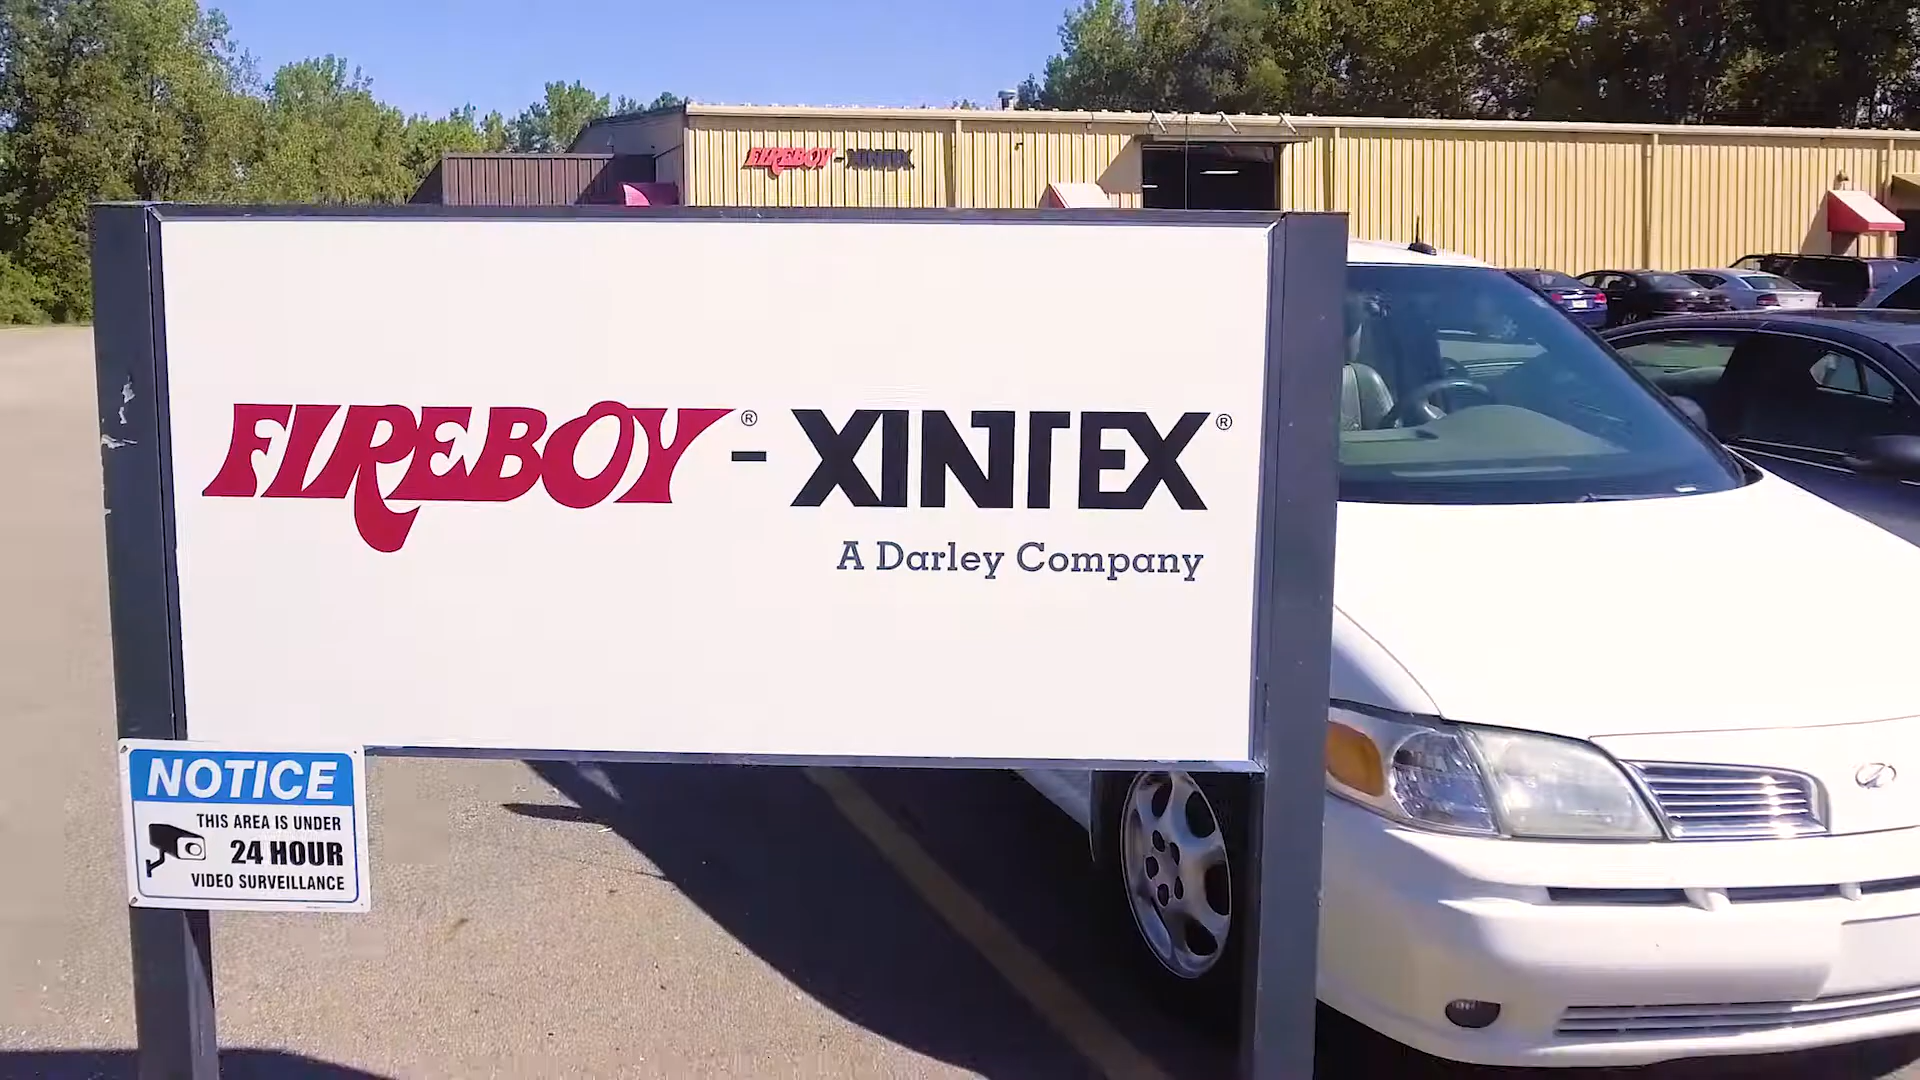 FIREBOY - XINTEX
FIREBOY® - XINTEX®
A Darley Company
NOTICE
THIS AREA IS UNDER
24 HOUR
VIDEO SURVEILLANCE